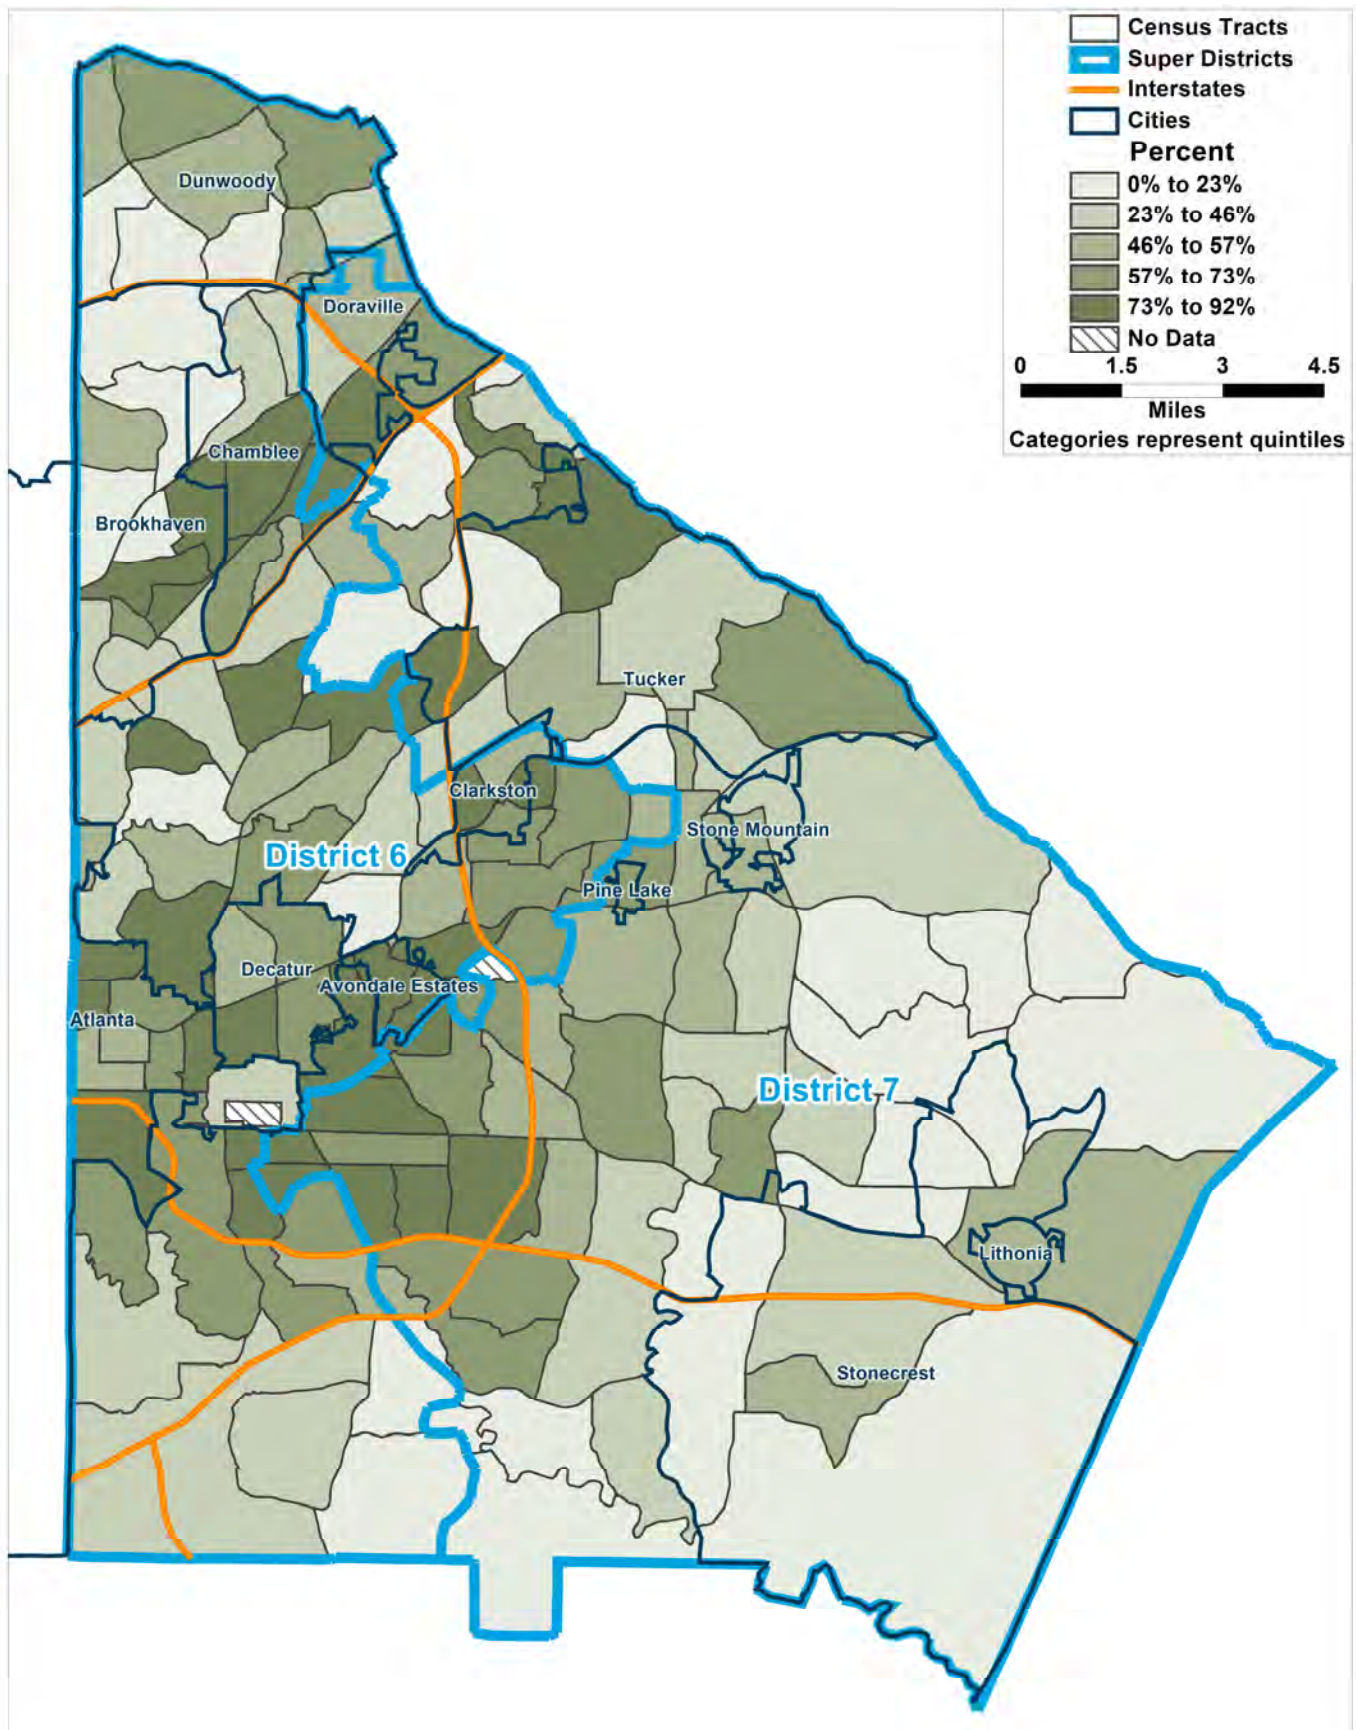 Census Tracts
Super Districts
Interstates
Cities
Percent
0% to 23%
23% to 46%
46% to 57%
57% to 73%
73% to 92%
No Data
0 1.5 3 4.5
Miles
Categories represent quintiles
Dunwoody
Doraville
Chamblee
Brookhaven
Tucker
Clarkston
Stone Mountain
District 6
Pine Lake
Decatur
Avondale Estates
Atlanta
District 7
Lithonia
Stonecrest